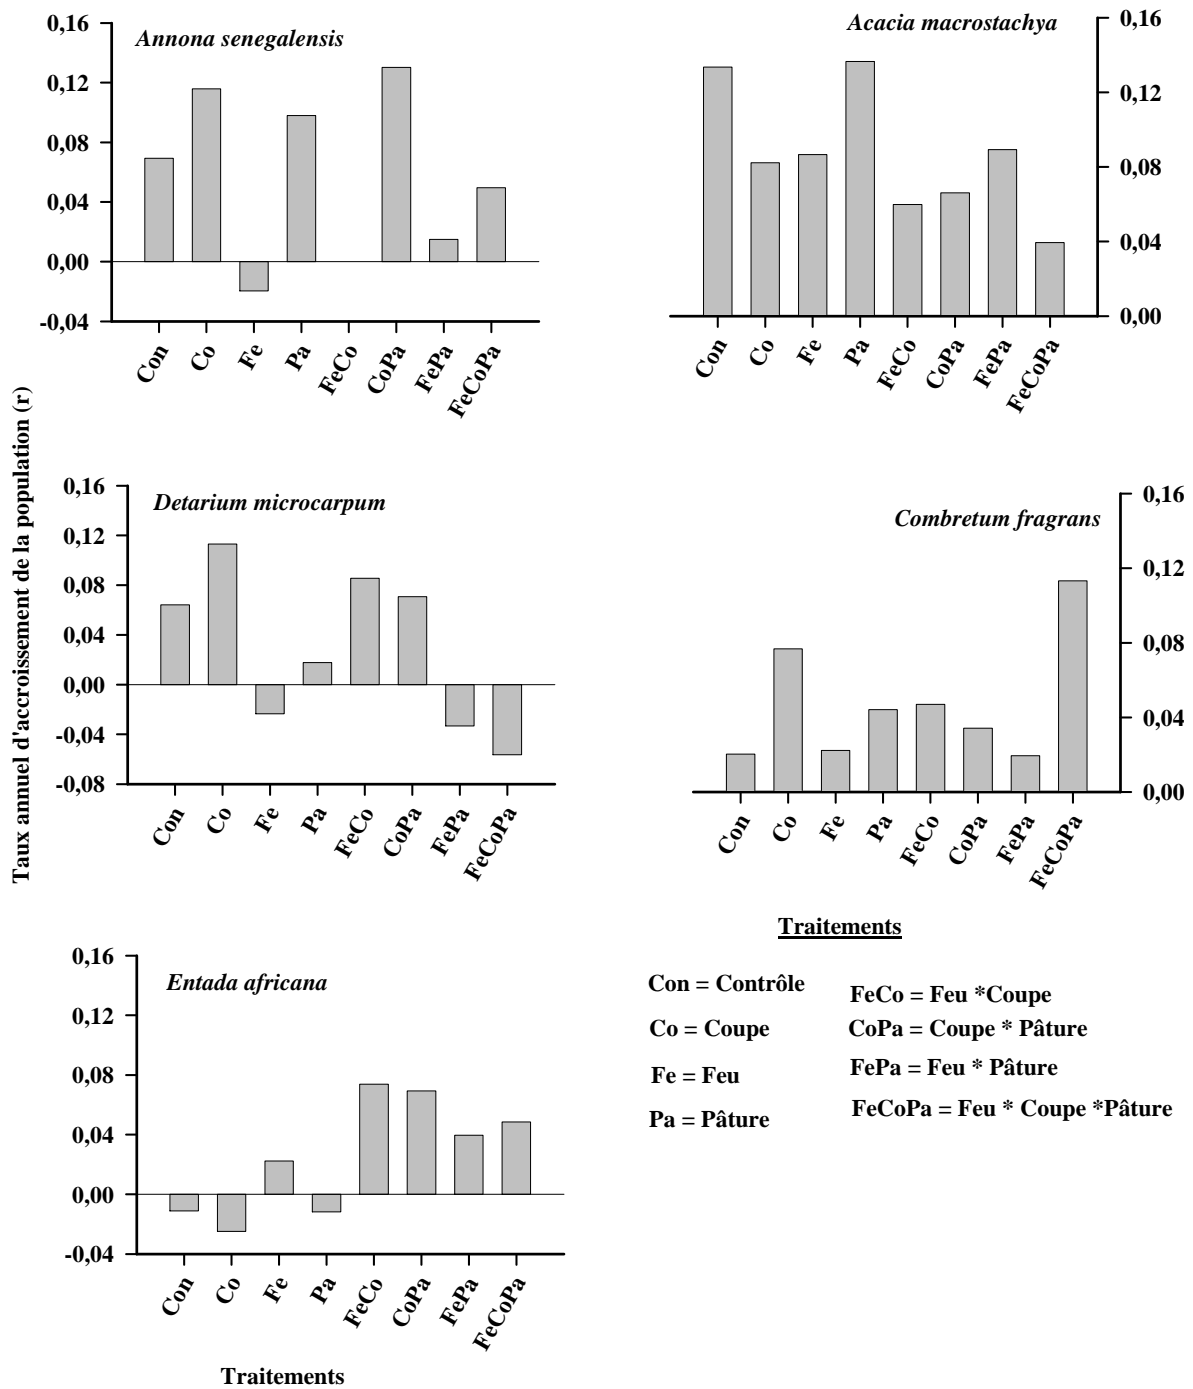 Taux annuel d'accroissement de la population (r)
Annona senegalensis
0,16
0,12
0,08
0,04
0,00
-0,04
Con
Co
Fe
Pa
FeCo
CoPa
FePa
FeCoPa
Acacia macrostachya
0,16
0,12
0,08
0,04
0,00
Con
Co
Fe
Pa
FeCo
CoPa
FePa
FeCoPa
Detarium microcarpum
0,16
0,12
0,08
0,04
0,00
-0,04
-0,08
Con
Co
Fe
Pa
FeCo
CoPa
FePa
FeCoPa
Combretum fragrans
0,16
0,12
0,08
0,04
0,00
Con
Co
Fe
Pa
FeCo
CoPa
FePa
FeCoPa
Entada africana
0,16
0,12
0,08
0,04
0,00
-0,04
Con
Co
Fe
Pa
FeCo
CoPa
FePa
FeCoPa
Traitements
Traitements
Con = Contrôle
Co = Coupe
Fe = Feu
Pa = Pâture
FeCo = Feu *Coupe
CoPa = Coupe * Pâture
FePa = Feu * Pâture
FeCoPa = Feu * Coupe *Pâture